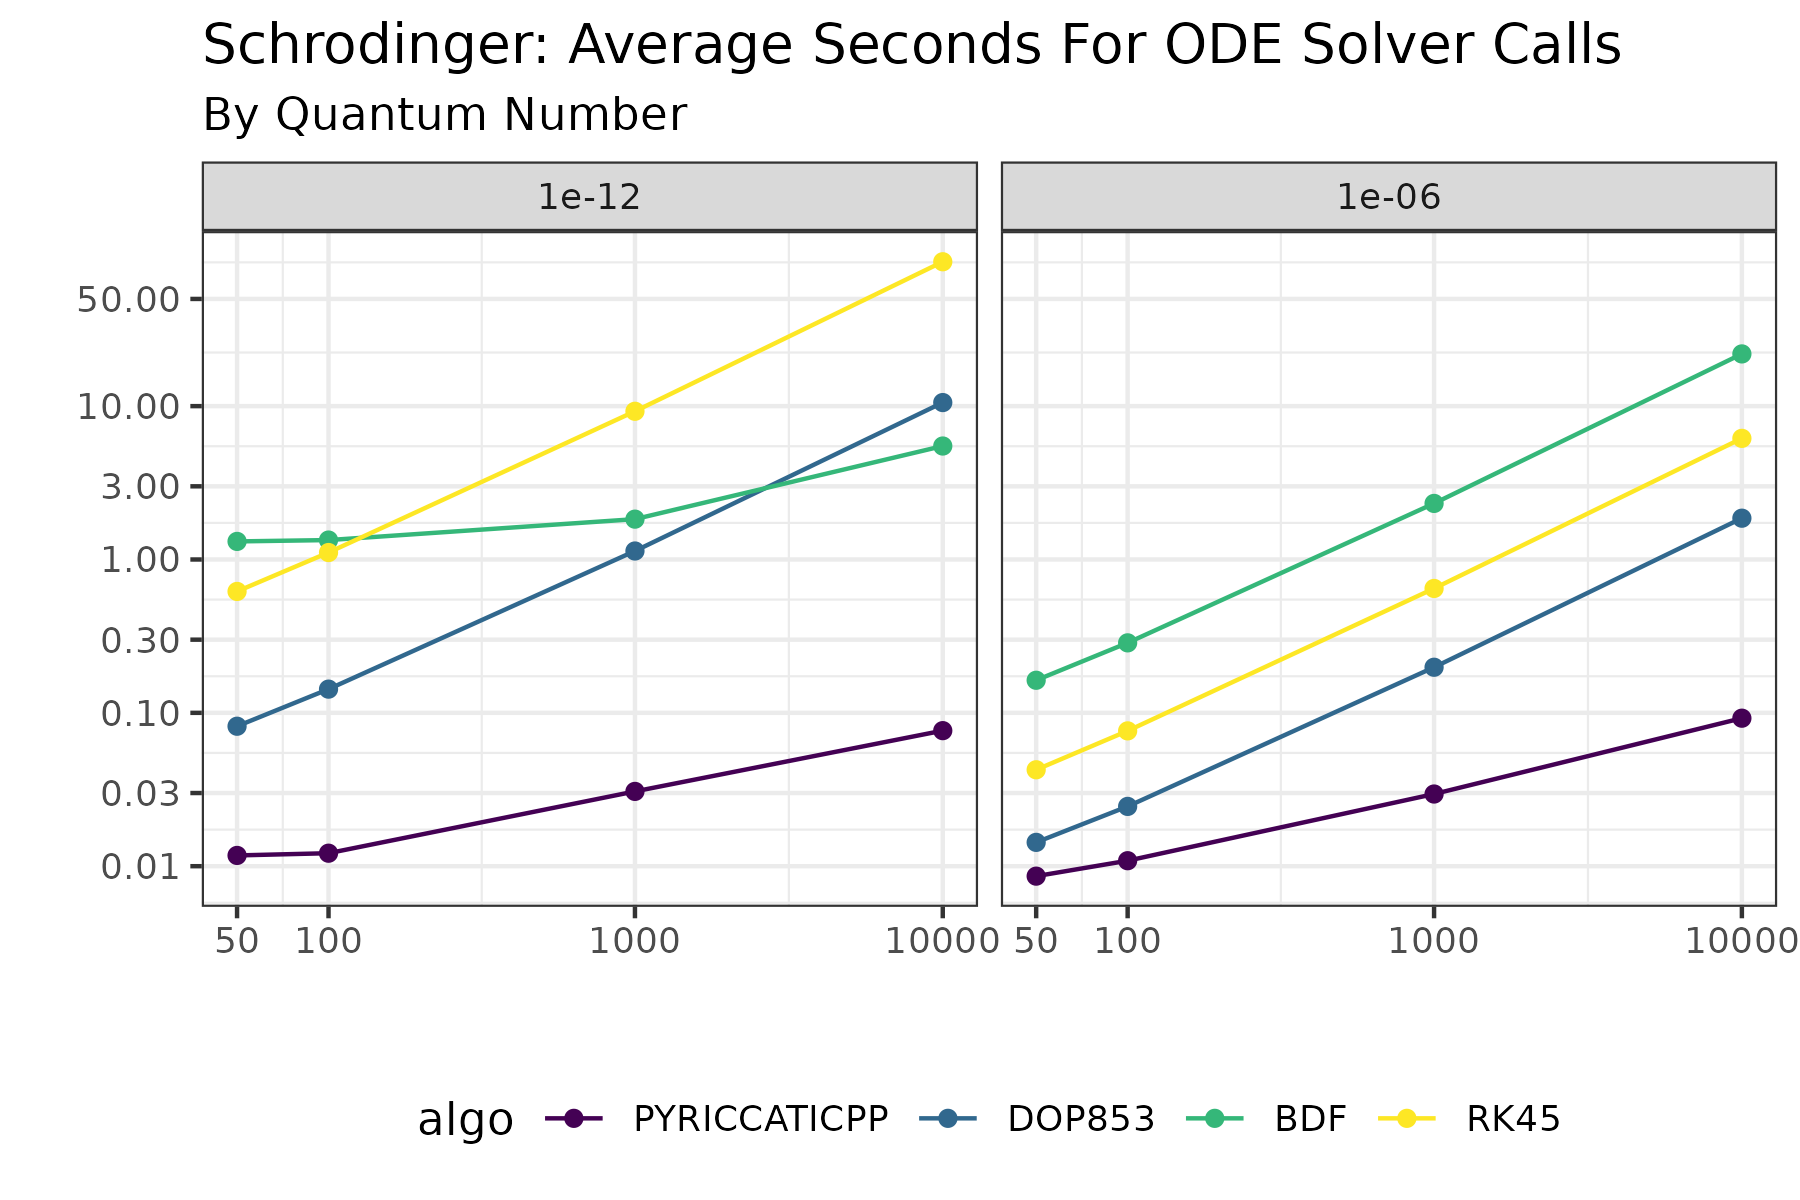 Schrodinger: Average Seconds For ODE Solver Calls
By Quantum Number
1e-12 1e-06
50.00
10.00
3.00
1.00
0.30
0.10
0.03
0.01
50 100 1000 10000 50 100 1000 10000
algo PYRICCATICPP DOP853 BDF RK45